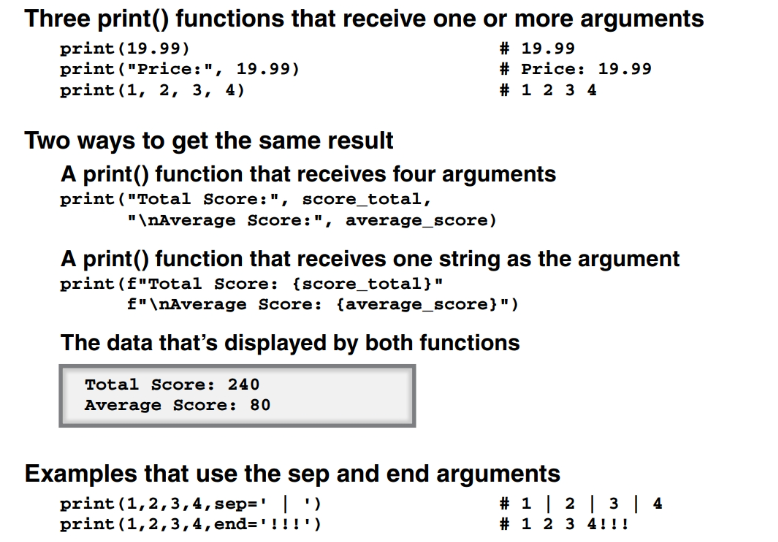 Three print() functions that receive one or more arguments
print(19.99) # 19.99
print("Price:", 19.99) # Price: 19.99
print(1, 2, 3, 4) # 1 2 3 4
Two ways to get the same result
A print() function that receives four arguments
print("Total Score:", score_total,
"\nAverage Score:", average_score)
A print() function that receives one string as the argument
print(f"Total Score: {score_total}"
f"\nAverage Score: {average_score}")
The data that's displayed by both functions
Total Score: 240
Average Score: 80
Examples that use the sep and end arguments
print(1,2,3,4,sep=' | ') # 1 | 2 | 3 | 4
print(1,2,3,4,end='!!!') # 1 2 3 4!!!